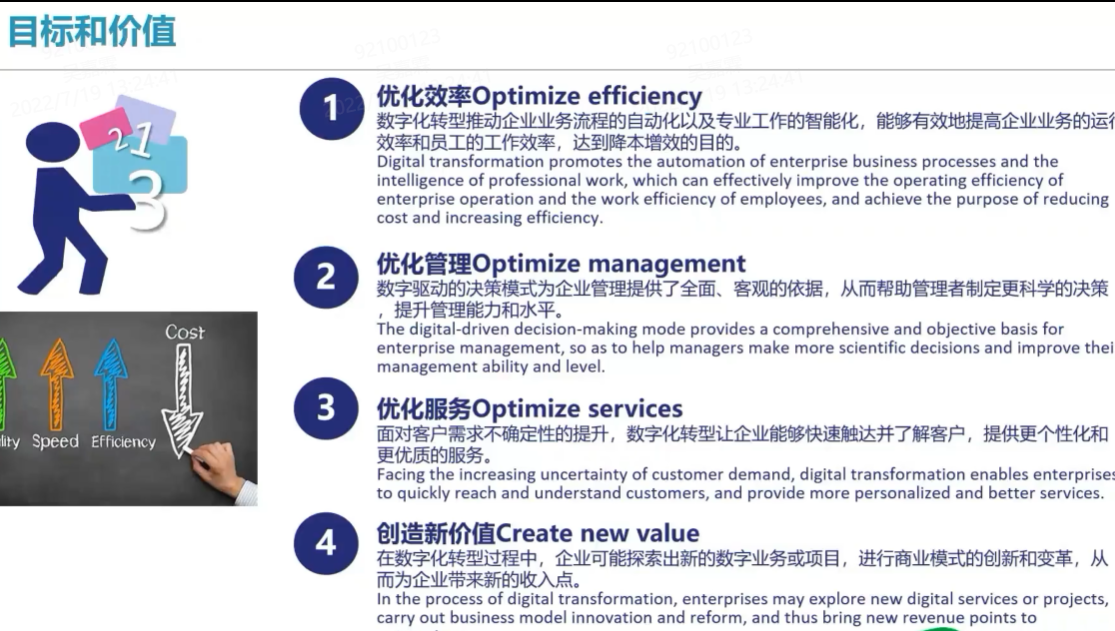 目标和价值
92100123
92100123
2022/7/19 13:24:41
1
优化效率Optimize efficiency
数字化转型推动企业业务流程的自动化以及专业工作的智能化，能够有效地提高企业业务的运行
效率和员工的工作效率，达到降本增效的目的。
Digital transformation promotes the automation of enterprise business processes and the
intelligence of professional work, which can effectively improve the operating efficiency of
enterprise operation and the work efficiency of employees, and achieve the purpose of reducing
cost and increasing efficiency.
2 1
3
2
优化管理Optimize management
数字驱动的决策模式为企业管理提供了全面、客观的依据，从而帮助管理者制定更科学的决策
，提升管理能力和水平。
The digital-driven decision-making mode provides a comprehensive and objective basis for
enterprise management, so as to help managers make more scientific decisions and improve thei
management ability and level.
Cost
lity Speed Efficiency
3
优化服务Optimize services
面对客户需求不确定性的提升，数字化转型让企业能够快速触达并了解客户，提供更个性化和
更优质的服务。
Facing the increasing uncertainty of customer demand, digital transformation enables enterprises
to quickly reach and understand customers, and provide more personalized and better services.
4
创造新价值Create new value
在数字化转型过程中，企业可能探索出新的数字业务或项目，进行商业模式的创新和变革，从
而为企业带来新的收入点。
In the process of digital transformation, enterprises may explore new digital services or projects,
carry out business model innovation and reform, and thus bring new revenue points to